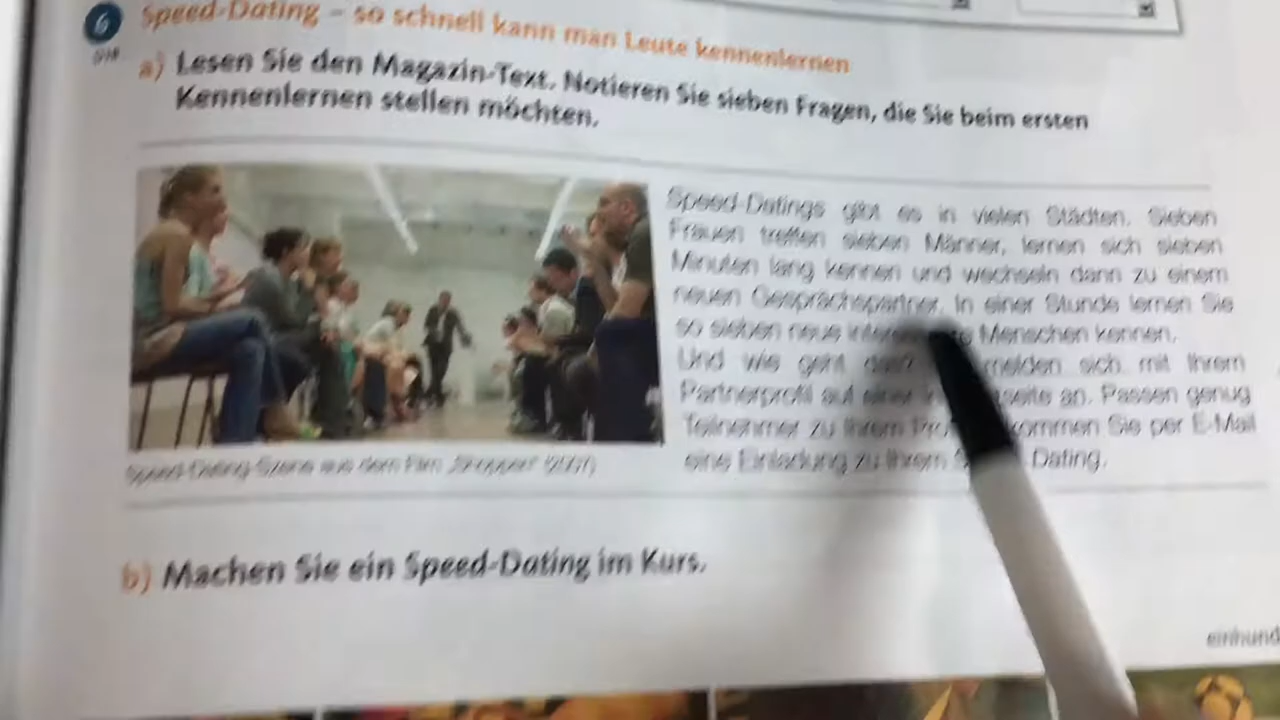 6 Speed-Dating – so schnell kann man Leute kennenlernen
a) Lesen Sie den Magazin-Text. Notieren Sie sieben Fragen, die Sie beim ersten
Kennenlernen stellen möchten.
Speed-Datings gibt es in vielen Städten. Sieben
Frauen treffen sieben Männer, lernen sich sieben
Minuten lang kennen und wechseln dann zu einem
neuen Gesprächspartner. In einer Stunde lernen Sie
so sieben neue Menschen kennen.
Und wie geht das? melden sich mit Ihrem
Partnerprofil auf einer seite an. Passen genug
Teilnehmer zu Ihrem kommen Sie per E-Mail
eine Einladung zu Ihrem Dating.
Speed-Dating-Szene aus dem Film „Shoppen“ (2007)
b) Machen Sie ein Speed-Dating im Kurs.
einhund